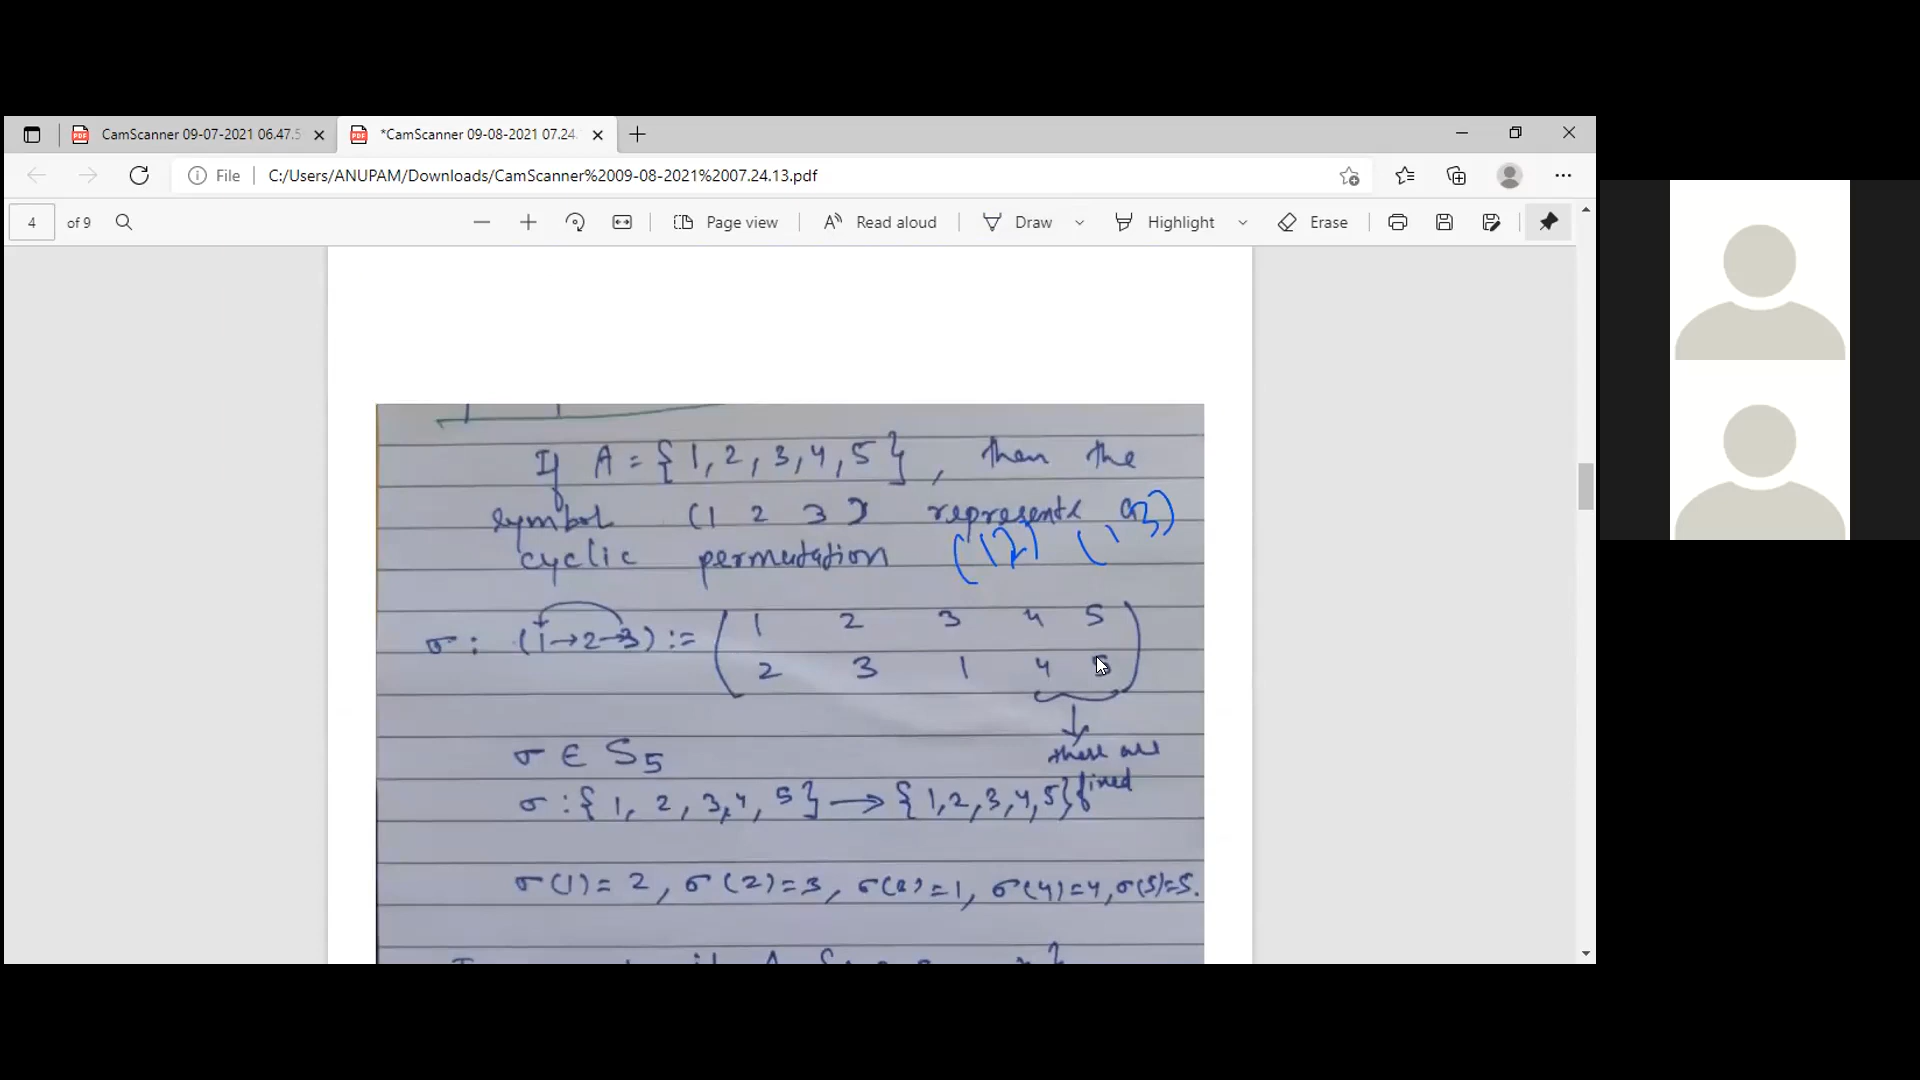 CamScanner 09-07-2021 06.47.5
*CamScanner 09-08-2021 07.24.
File
C:/Users/ANUPAM/Downloads/CamScanner%2009-08-2021%2007.24.13.pdf
4 of 9
Page view
Read aloud
Draw
Highlight
Erase
If A = { 1, 2, 3, 4, 5 } , then the
symbol (1 2 3) represents a
cyclic permutation (12) (13)
σ : (1→2→3) := ( 1 2 3 4 5
2 3 1 4 5 )
these are
fixed
σ ∈ S5
σ : { 1, 2, 3, 4, 5 } → { 1, 2, 3, 4, 5 }
σ(1) = 2, σ(2) = 3, σ( ) = 1, σ(4) = 4, σ(5) = 5.